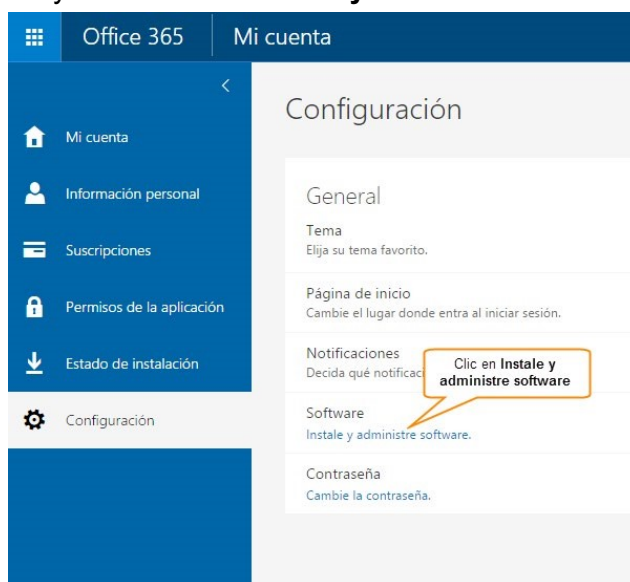 Office 365 Mi cuenta
Mi cuenta
Información personal
Suscripciones
Permisos de la aplicación
Estado de instalación
Configuración
Configuración
General
Tema
Elija su tema favorito.
Página de inicio
Cambie el lugar donde entra al iniciar sesión.
Notificaciones
Decida qué
Clic en Instale y
administre software
Software
Instale y administre software.
Contraseña
Cambie la contraseña.